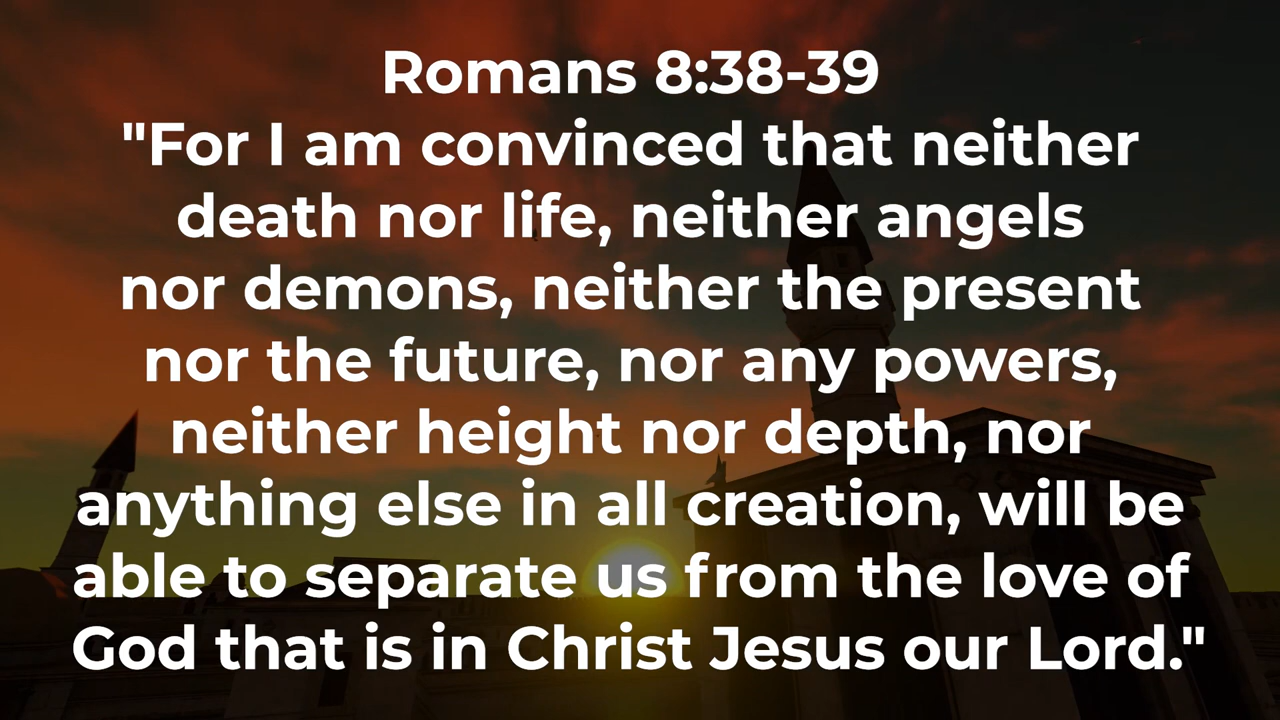 Romans 8:38-39
"For I am convinced that neither
death nor life, neither angels
nor demons, neither the present
nor the future, nor any powers,
neither height nor depth, nor
anything else in all creation, will be
able to separate us from the love of
God that is in Christ Jesus our Lord."